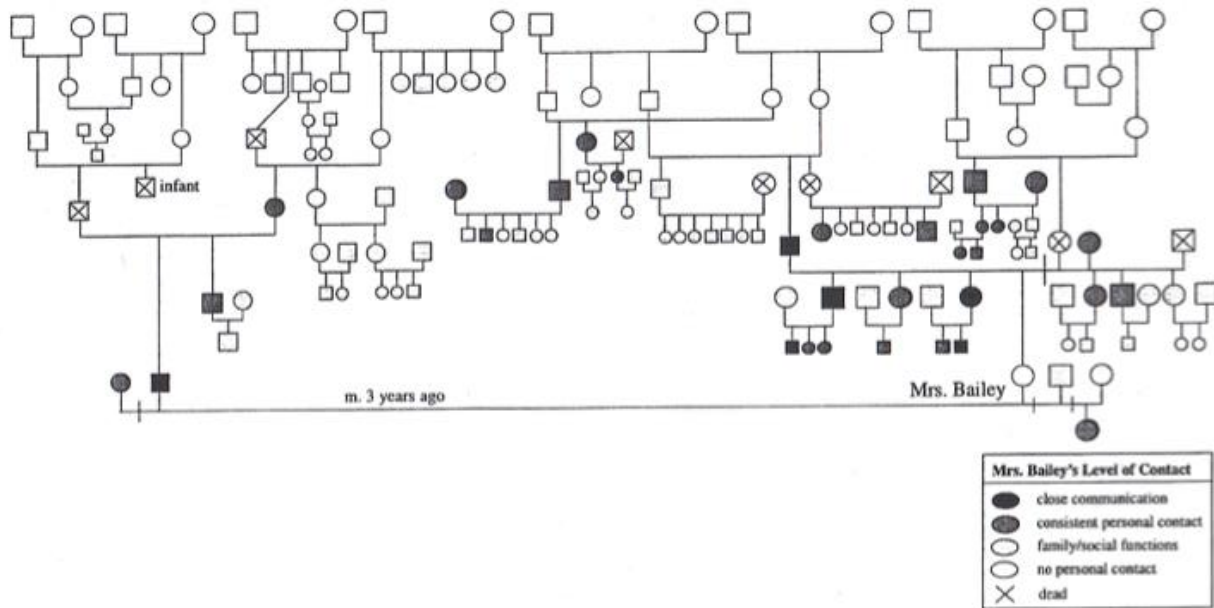 infant
m. 3 years ago
Mrs. Bailey
Mrs. Bailey's Level of Contact
close communication
consistent personal contact
family/social functions
no personal contact
dead